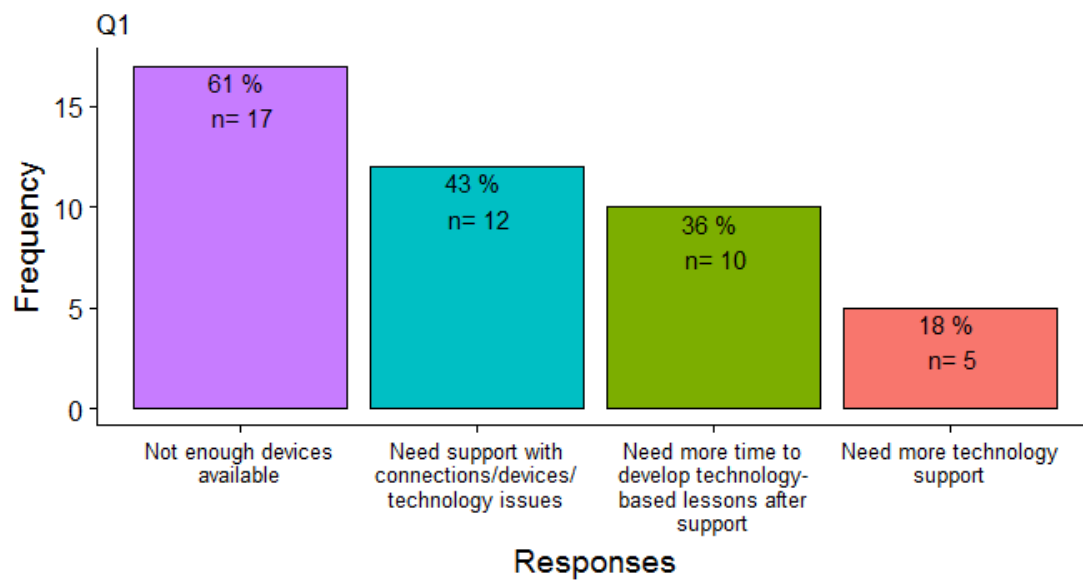 Q1
Frequency
15
10
5
0
61 %
n= 17
43 %
n= 12
36 %
n= 10
18 %
n= 5
Not enough devices
available
Need support with
connections/devices/
technology issues
Need more time to
develop technology-
based lessons after
support
Need more technology
support
Responses